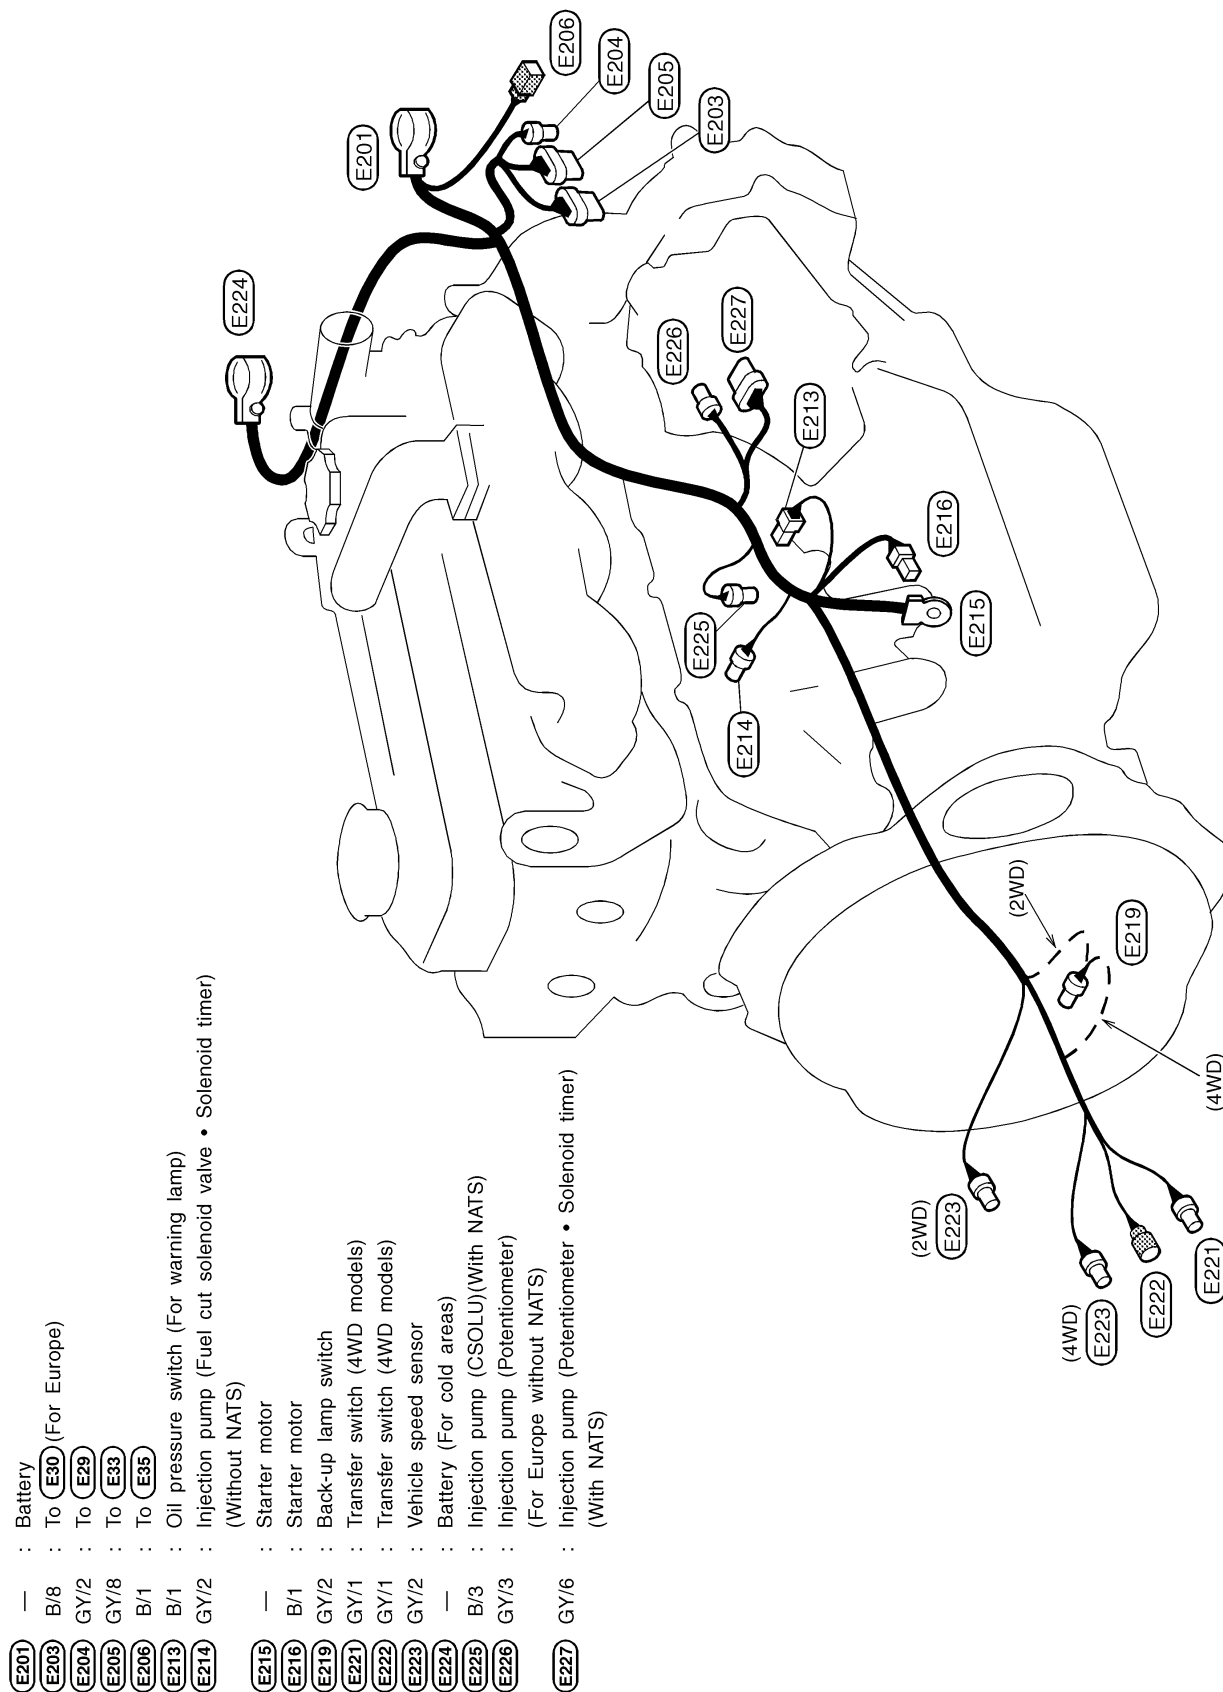 E201 — : Battery
E203 B/8 : To E30 (For Europe)
E204 GY/2 : To E29
E205 GY/8 : To E33
E206 B/1 : To E35
E213 B/1 : Oil pressure switch (For warning lamp)
E214 GY/2 : Injection pump (Fuel cut solenoid valve • Solenoid timer)
(Without NATS)
E215 — : Starter motor
E216 B/1 : Starter motor
E219 GY/2 : Back-up lamp switch
E221 GY/1 : Transfer switch (4WD models)
E222 GY/1 : Transfer switch (4WD models)
E223 GY/2 : Vehicle speed sensor
E224 — : Battery (For cold areas)
E225 B/3 : Injection pump (CSOLU)(With NATS)
E226 GY/3 : Injection pump (Potentiometer)
(For Europe without NATS)
E227 GY/6 : Injection pump (Potentiometer • Solenoid timer)
(With NATS)
E224
E201
E206
E204
E205
E203
E226
E227
E213
E216
E215
E225
E214
(2WD)
E219
(4WD)
(2WD)
E223
(4WD)
E223
E222
E221